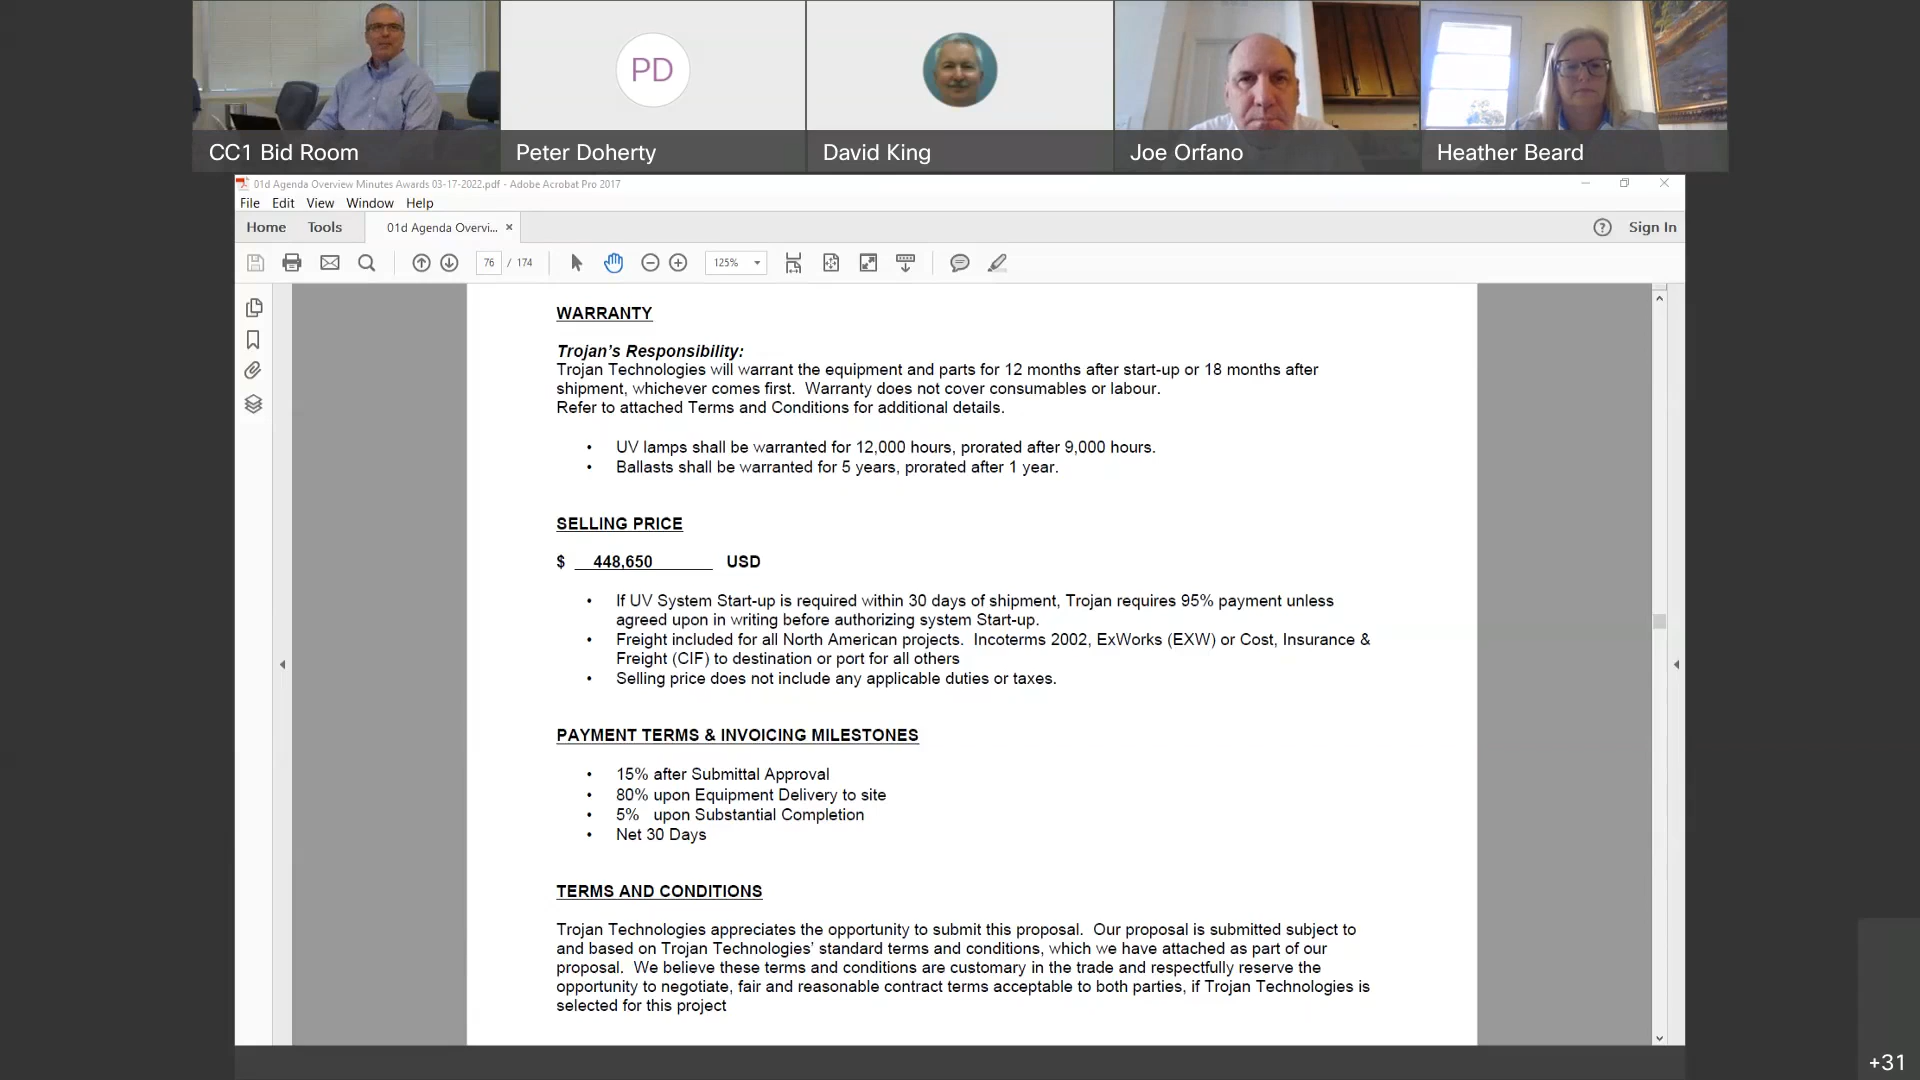 PD
CC1 Bid Room
Peter Doherty
David King
Joe Orfano
Heather Beard
01d Agenda Overview Minutes Awards 03-17-2022.pdf - Adobe Acrobat Pro 2017
File Edit View Window Help
Home Tools 01d Agenda Overvi... × Sign In
76 / 174 125%
WARRANTY
Trojan's Responsibility:
Trojan Technologies will warrant the equipment and parts for 12 months after start-up or 18 months after
shipment, whichever comes first. Warranty does not cover consumables or labour.
Refer to attached Terms and Conditions for additional details.
• UV lamps shall be warranted for 12,000 hours, prorated after 9,000 hours.
• Ballasts shall be warranted for 5 years, prorated after 1 year.
SELLING PRICE
$ 448,650 USD
• If UV System Start-up is required within 30 days of shipment, Trojan requires 95% payment unless
agreed upon in writing before authorizing system Start-up.
• Freight included for all North American projects. Incoterms 2002, ExWorks (EXW) or Cost, Insurance &
Freight (CIF) to destination or port for all others
• Selling price does not include any applicable duties or taxes.
PAYMENT TERMS & INVOICING MILESTONES
• 15% after Submittal Approval
• 80% upon Equipment Delivery to site
• 5% upon Substantial Completion
• Net 30 Days
TERMS AND CONDITIONS
Trojan Technologies appreciates the opportunity to submit this proposal. Our proposal is submitted subject to
and based on Trojan Technologies' standard terms and conditions, which we have attached as part of our
proposal. We believe these terms and conditions are customary in the trade and respectfully reserve the
opportunity to negotiate, fair and reasonable contract terms acceptable to both parties, if Trojan Technologies is
selected for this project
+31